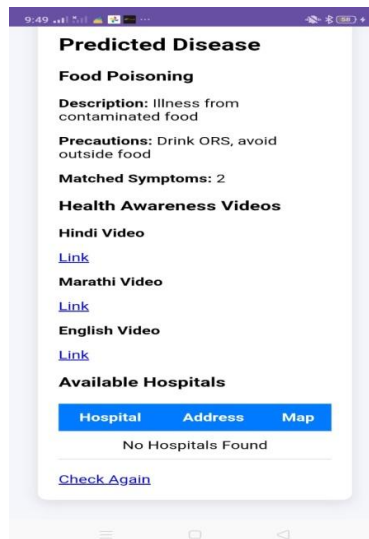 9:49
Predicted Disease
Food Poisoning
Description: Illness from
contaminated food
Precautions: Drink ORS, avoid
outside food
Matched Symptoms: 2
Health Awareness Videos
Hindi Video
Link
Marathi Video
Link
English Video
Link
Available Hospitals
Hospital Address Map
No Hospitals Found
Check Again